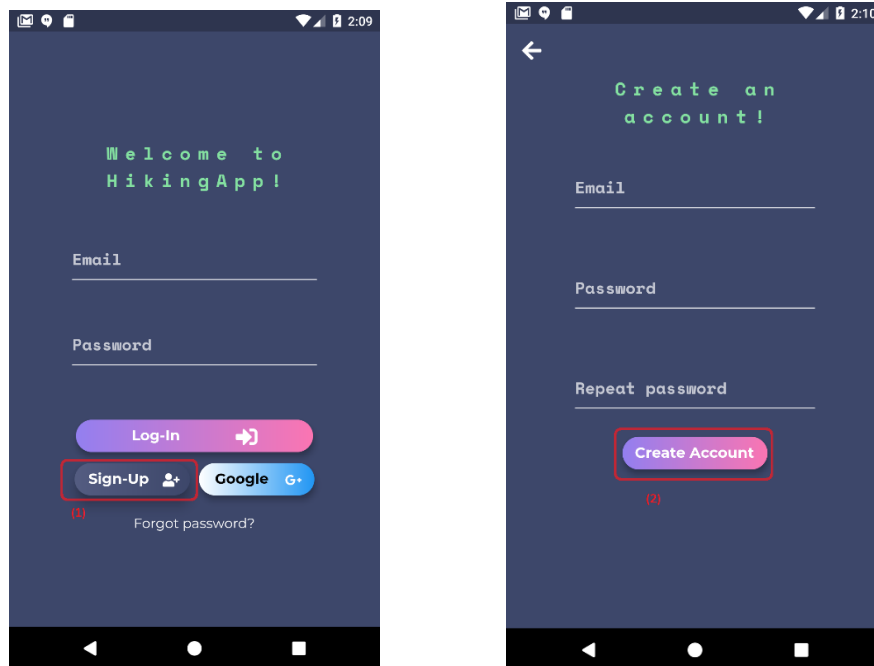 2:09
Welcome to
HikingApp!
Email
Password
Log-In
Sign-Up
Google G+
(1)
Forgot password?
2:10
Create an
account!
Email
Password
Repeat password
Create Account
(2)